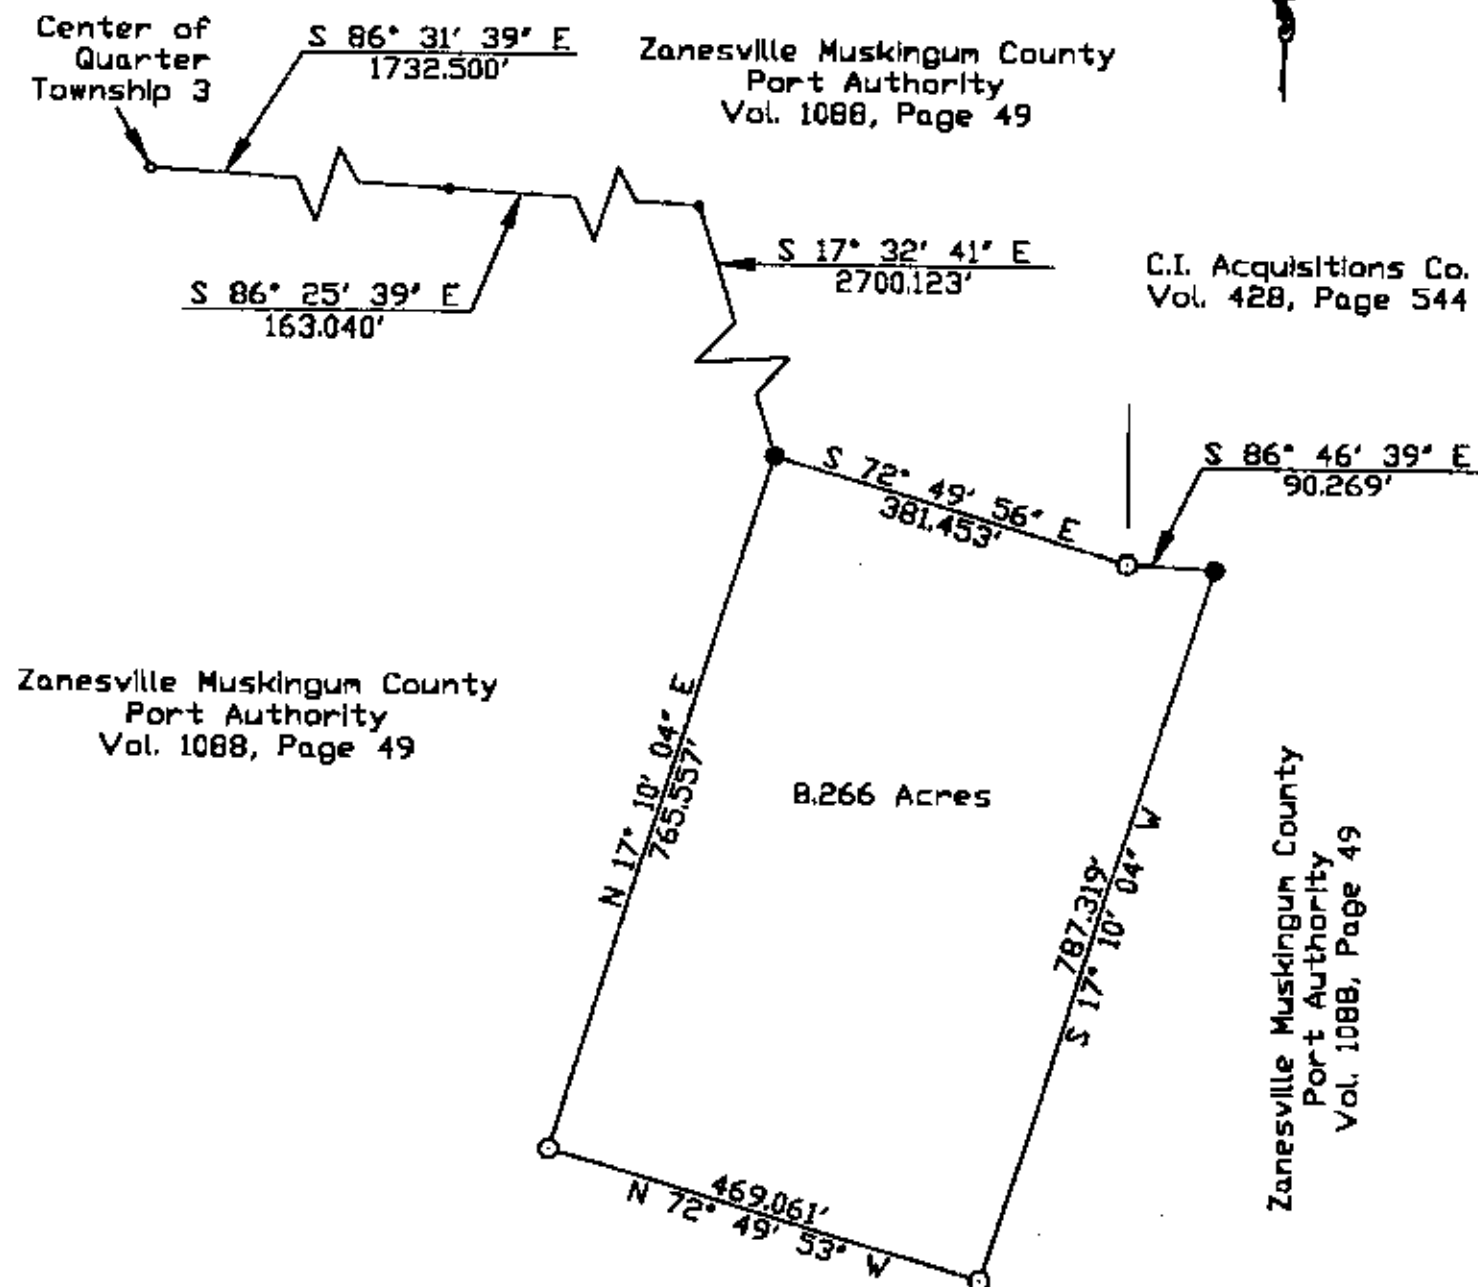 Center of
Quarter
Township 3
S 86° 31' 39" E
1732.500'
Zanesville Muskingum County
Port Authority
Vol. 1088, Page 49
S 86° 25' 39" E
163.040'
S 17° 32' 41" E
2700.123'
C.I. Acquisitions Co.
Vol. 428, Page 544
S 72° 49' 56" E
381.453'
S 86° 46' 39" E
90.269'
Zanesville Muskingum County
Port Authority
Vol. 1088, Page 49
N 17° 10' 04" E
765.557'
8.266 Acres
787.319'
S 17° 10' 04" W
Zanesville Muskingum County
Port Authority
Vol. 1088, Page 49
469.061'
N 72° 49' 53" W